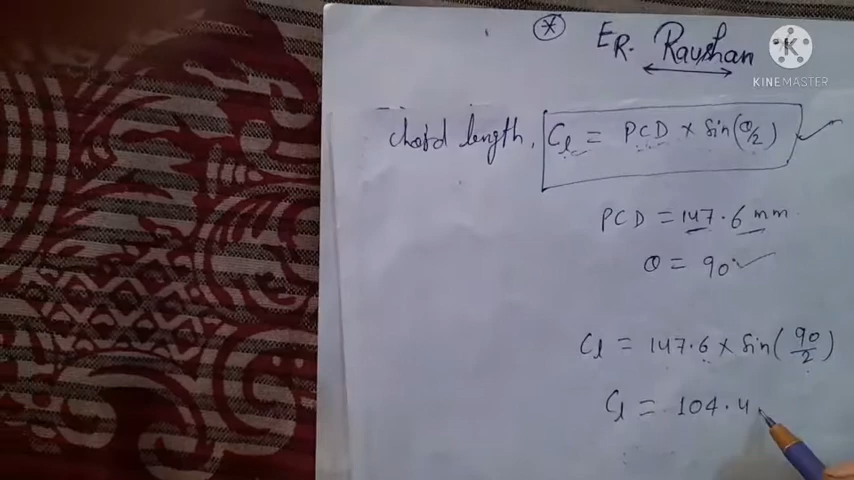 * ER. Raushan
KINEMASTER
chord length, Cl = PCD × Sin(θ/2)
PCD = 147.6 mm
θ = 90
Cl = 147.6 × Sin(90/2)
Cl = 104.4